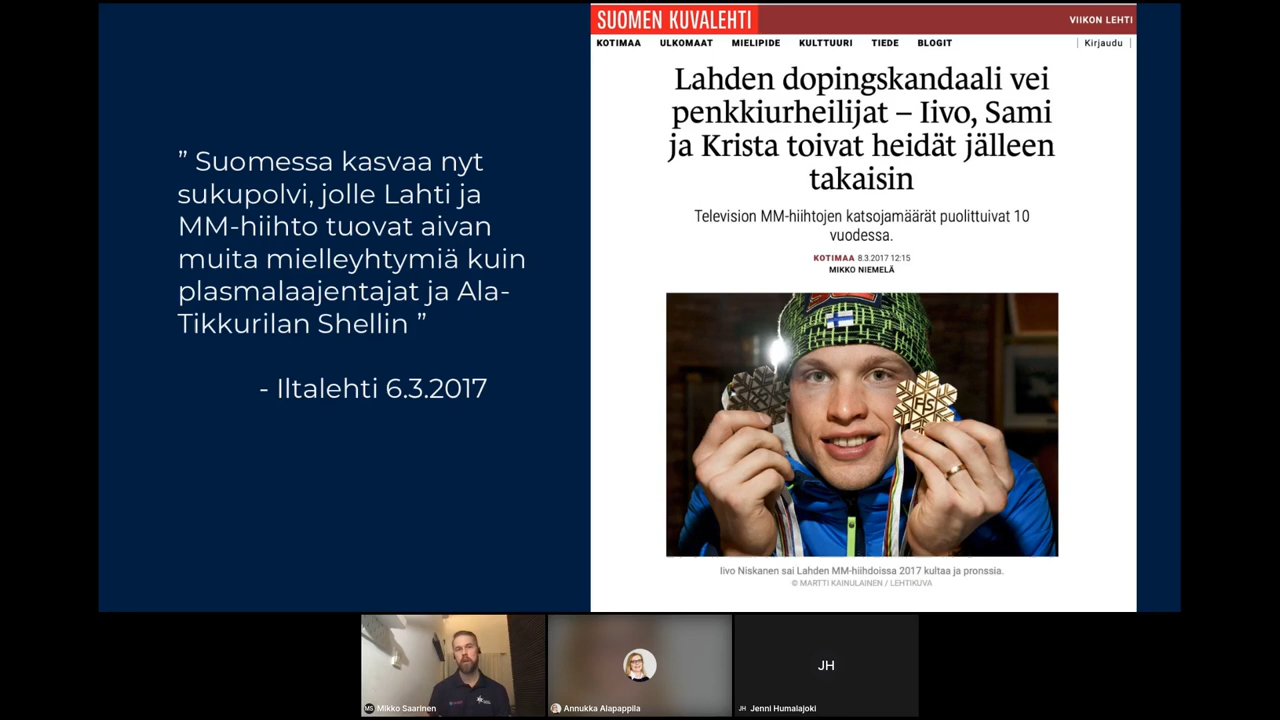 ” Suomessa kasvaa nyt
sukupolvi, jolle Lahti ja
MM-hiihto tuovat aivan
muita mielleyhtymiä kuin
plasmalaajentajat ja Ala-
Tikkurilan Shellin ”
- Iltalehti 6.3.2017
SUOMEN KUVALEHTI
VIIKON LEHTI
KOTIMAA ULKOMAAT MIELIPIDE KULTTUURI TIEDE BLOGIT
Kirjaudu
Lahden dopingskandaali vei
penkkiurheilijat – Iivo, Sami
ja Krista toivat heidät jälleen
takaisin
Television MM-hiihtojen katsojamäärät puolittuivat 10
vuodessa.
KOTIMAA 8.3.2017 12:15
MIKKO NIEMELÄ
FIS
Iivo Niskanen sai Lahden MM-hiihdoissa 2017 kultaa ja pronssia.
© MARTTI KAINULAINEN / LEHTIKUVA
MS Mikko Saarinen
Annukka Alapappila
JH
JH Jenni Humalajoki